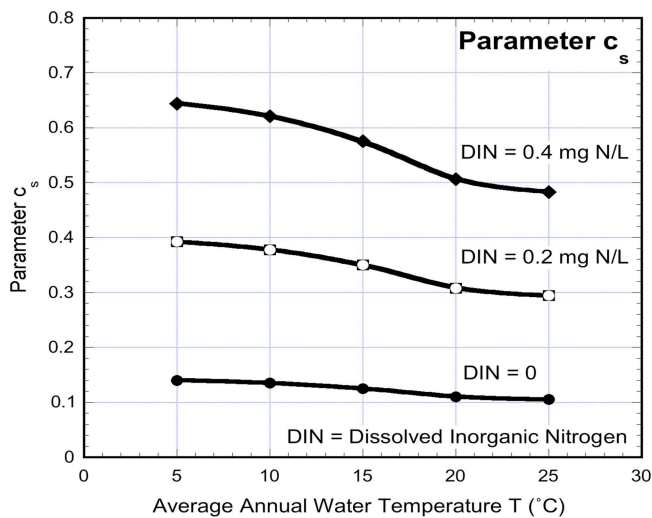 Parameter c s
0.8
0.7
0.6
0.5
0.4
0.3
0.2
0.1
0
Parameter c s
DIN = 0.4 mg N/L
DIN = 0.2 mg N/L
DIN = 0
DIN = Dissolved Inorganic Nitrogen
0 5 10 15 20 25 30
Average Annual Water Temperature T (˚C)